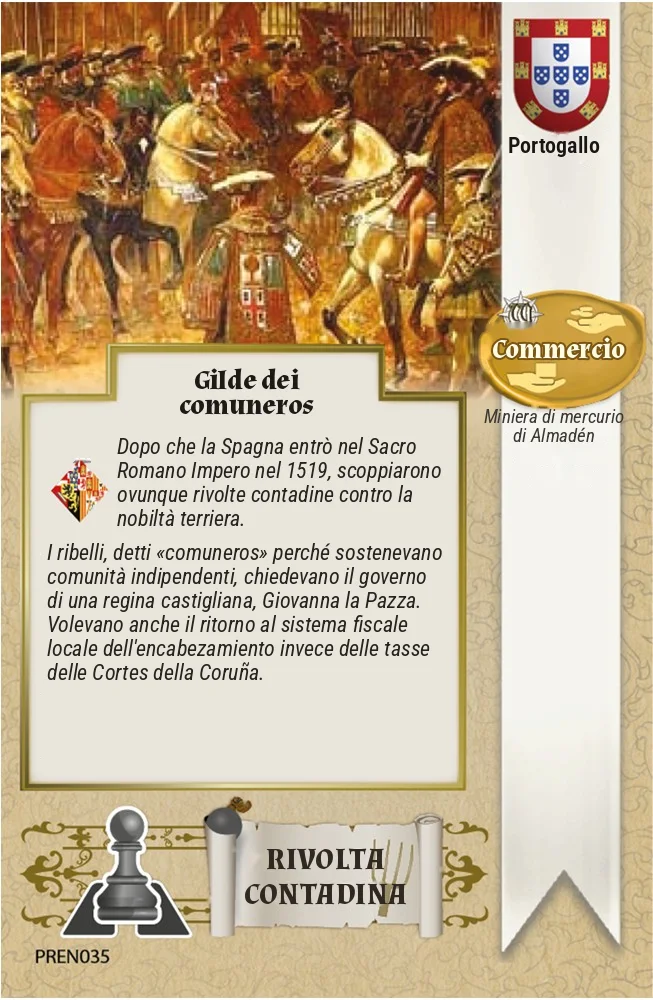 Portogallo
Commercio
Miniera di mercurio
di Almadén
Gilde dei
comuneros
Dopo che la Spagna entrò nel Sacro
Romano Impero nel 1519, scoppiarono
ovunque rivolte contadine contro la
nobiltà terriera.
I ribelli, detti «comuneros» perché sostenevano
comunità indipendenti, chiedevano il governo
di una regina castigliana, Giovanna la Pazza.
Volevano anche il ritorno al sistema fiscale
locale dell'encabezamiento invece delle tasse
delle Cortes della Coruña.
RIVOLTA
CONTADINA
PREN035